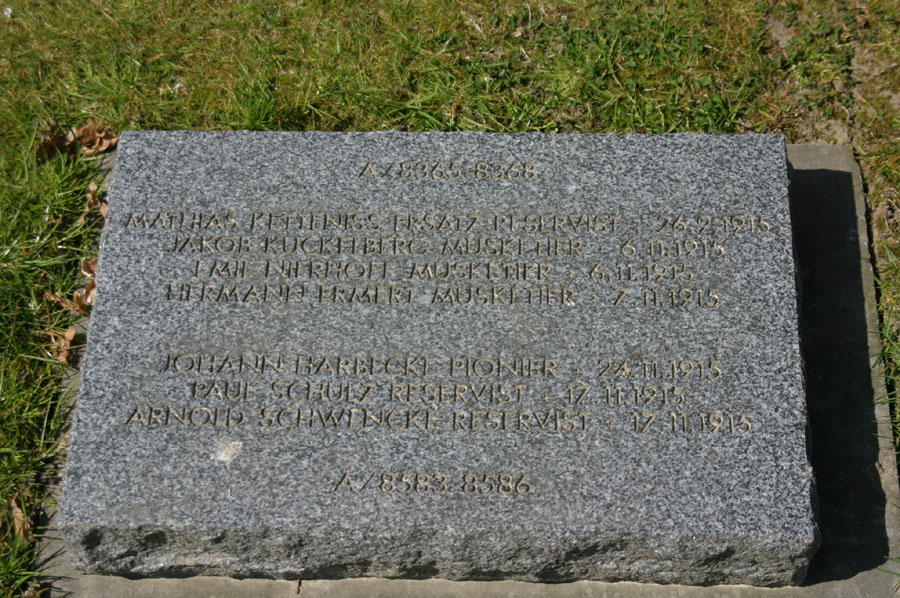 A/8365-8368
MATHIAS KETTENISS ERSATZ-RESERVIST + 26.9.1915
JAKOB KUCKELBERG MUSKETIER + 6.11.1915
EMIL NIERHOFF MUSKETIER + 6.11.1915
HERMANN ERMERT MUSKETIER + 7.11.1915
JOHANN HARBECKE PIONIER + 24.11.1915
PAUL SCHULZ RESERVIST + 17.11.1915
ARNOLD SCHWENCKE RESERVIST + 17.11.1915
A/8583-8586